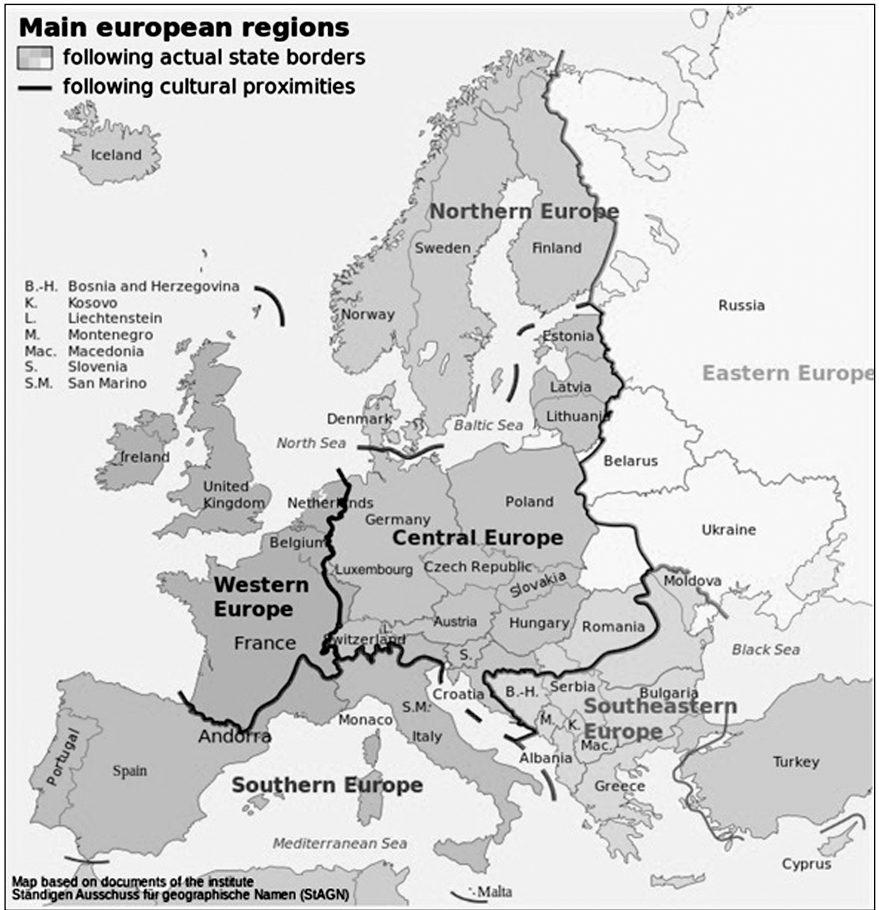 Main european regions
following actual state borders
following cultural proximities
Iceland
Northern Europe
Sweden
Finland
Norway
B.-H. Bosnia and Herzegovina
K. Kosovo
L. Liechtenstein
M. Montenegro
Mac. Macedonia
S. Slovenia
S.M. San Marino
Russia
Estonia
Eastern Europe
Latvia
Lithuania
Denmark
Baltic Sea
North Sea
Ireland
Belarus
United
Kingdom
Netherlands
Poland
Germany
Ukraine
Belgium
Central Europe
Luxembourg
Czech Republic
Slovakia
Moldova
Western
Europe
Austria
Hungary
Romania
France
Switzerland
S.
Black Sea
Croatia
B.-H.
Serbia
Bulgaria
S.M.
Southeastern
Europe
Monaco
M.
K.
Andorra
Italy
Mac.
Albania
Portugal
Spain
Turkey
Southern Europe
Greece
Mediterranean Sea
Cyprus
Malta
Map based on documents of the institute
Ständigen Ausschuss für geographische Namen (StAGN)